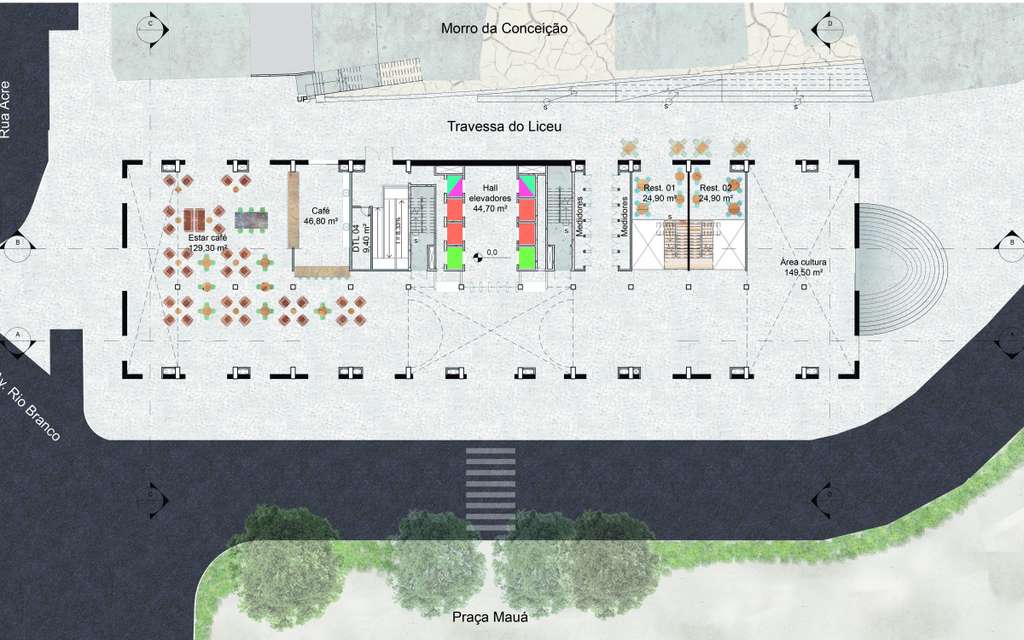 C
Morro da Conceição
D
Rua Acre
UP
S
S
S
Travessa do Liceu
Café
46,80 m²
DTL 04
9,40 m²
i = 8,33%
S
Hall
elevadores
44,70 m²
0,0
S
Medidores
Medidores
Rest. 01
24,90 m²
Rest. 02
24,90 m²
S
Estar café
129,30 m²
Área cultura
149,50 m²
B
B
A
A
Av. Rio Branco
C
D
Praça Mauá